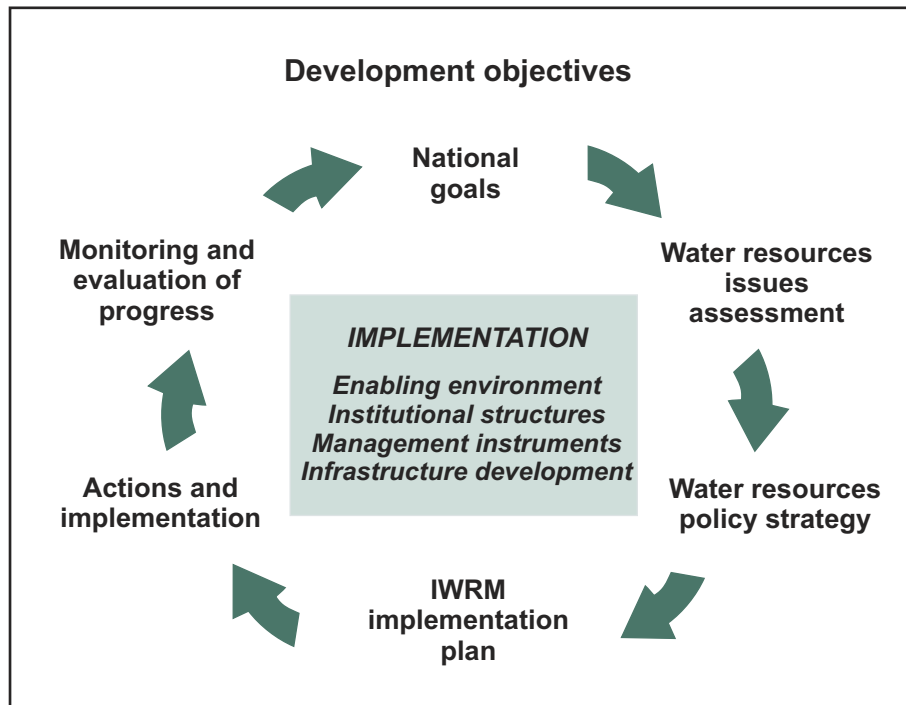 Development objectives
National
goals
Water resources
issues
assessment
Water resources
policy strategy
IWRM
implementation
plan
Actions and
implementation
Monitoring and
evaluation of
progress
IMPLEMENTATION
Enabling environment
Institutional structures
Management instruments
Infrastructure development